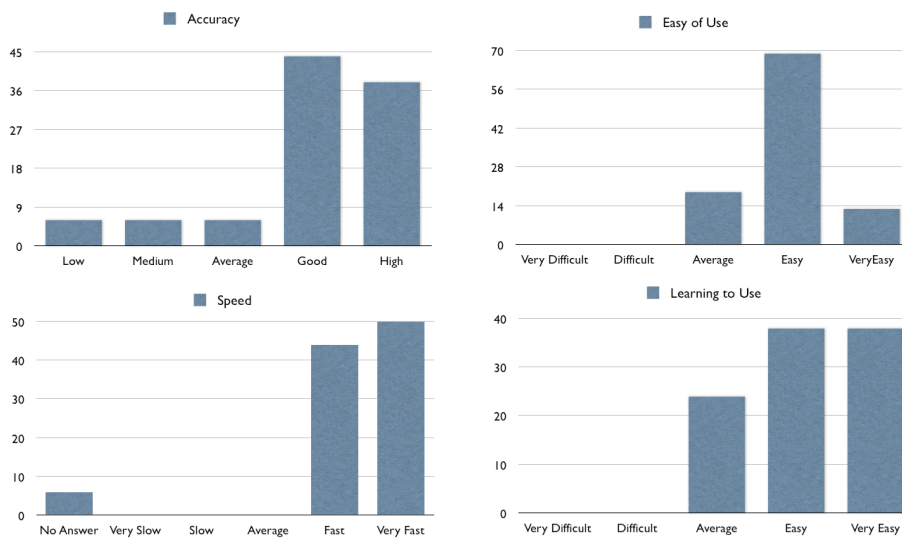 Accuracy
45
36
27
18
9
0
Low Medium Average Good High
Easy of Use
70
56
42
28
14
0
Very Difficult Difficult Average Easy VeryEasy
Speed
50
40
30
20
10
0
No Answer Very Slow Slow Average Fast Very Fast
Learning to Use
40
30
20
10
0
Very Difficult Difficult Average Easy Very Easy